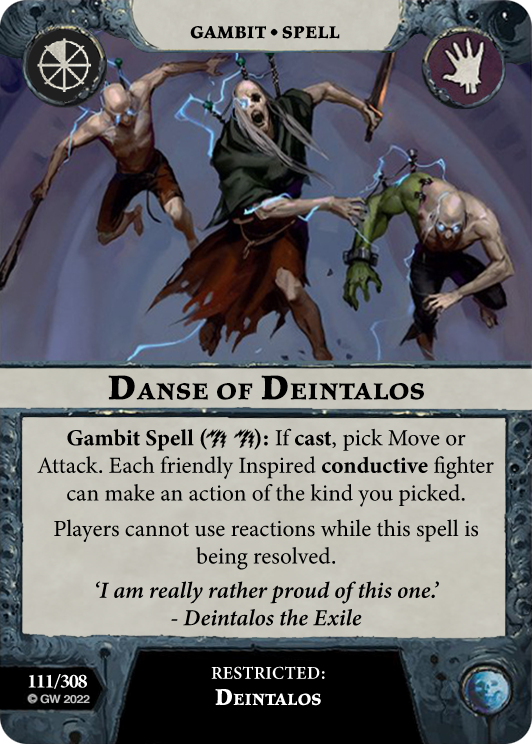 GAMBIT • SPELL
DANSE OF DEINTALOS
Gambit Spell ( ): If cast, pick Move or
Attack. Each friendly Inspired conductive fighter
can make an action of the kind you picked.
Players cannot use reactions while this spell is
being resolved.
‘I am really rather proud of this one.’
- Deintalos the Exile
111/308
© GW 2022
RESTRICTED:
DEINTALOS